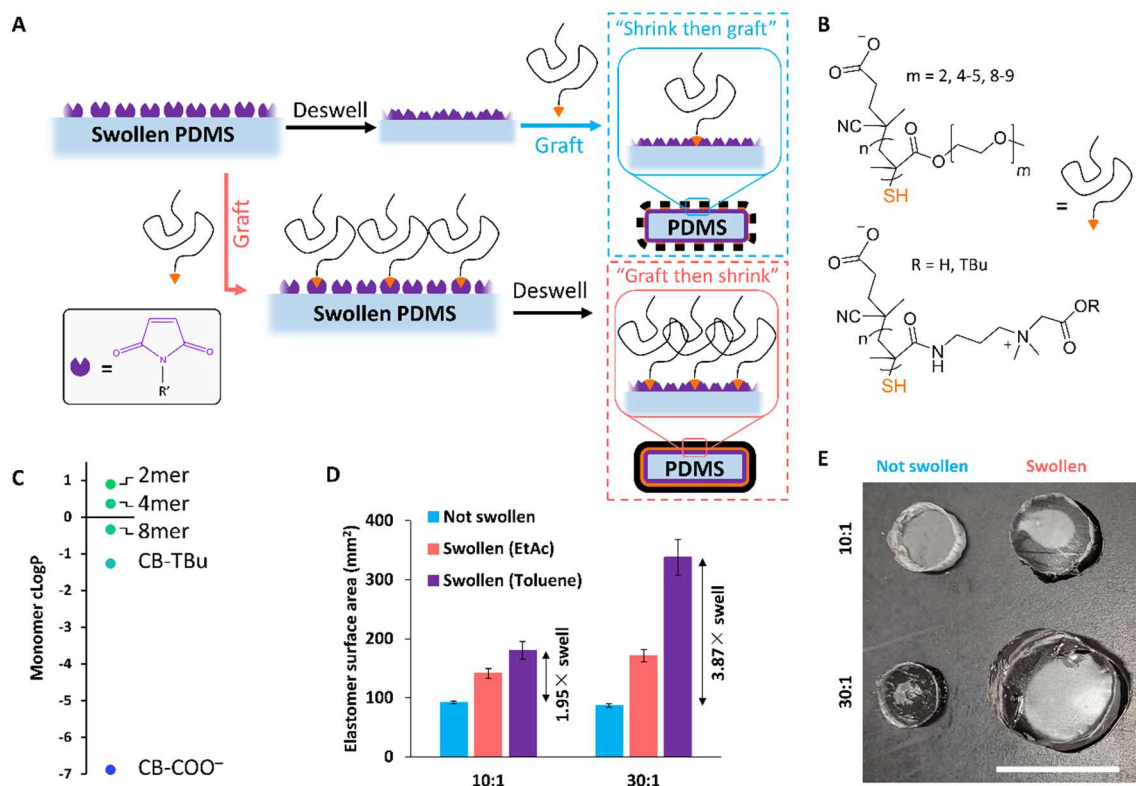 A
Swollen PDMS
Deswell
Graft
"Shrink then graft"
PDMS
Graft
Swollen PDMS
Deswell
"Graft then shrink"
PDMS
=
O
N
O
R'
B
O
O⁻
m = 2, 4-5, 8-9
NC
n
O
O
O
m
SH
=
O
O⁻
R = H, TBu
NC
n
O
N
H
N
+
O
OR
SH
C
Monomer cLogP
1
0
-1
-2
-3
-4
-5
-6
-7
2mer
4mer
8mer
CB-TBu
CB-COO⁻
D
Elastomer surface area (mm²)
400
300
200
100
0
Not swollen
Swollen (EtAc)
Swollen (Toluene)
1.95× swell
3.87× swell
10:1
30:1
E
Not swollen
Swollen
10:1
30:1